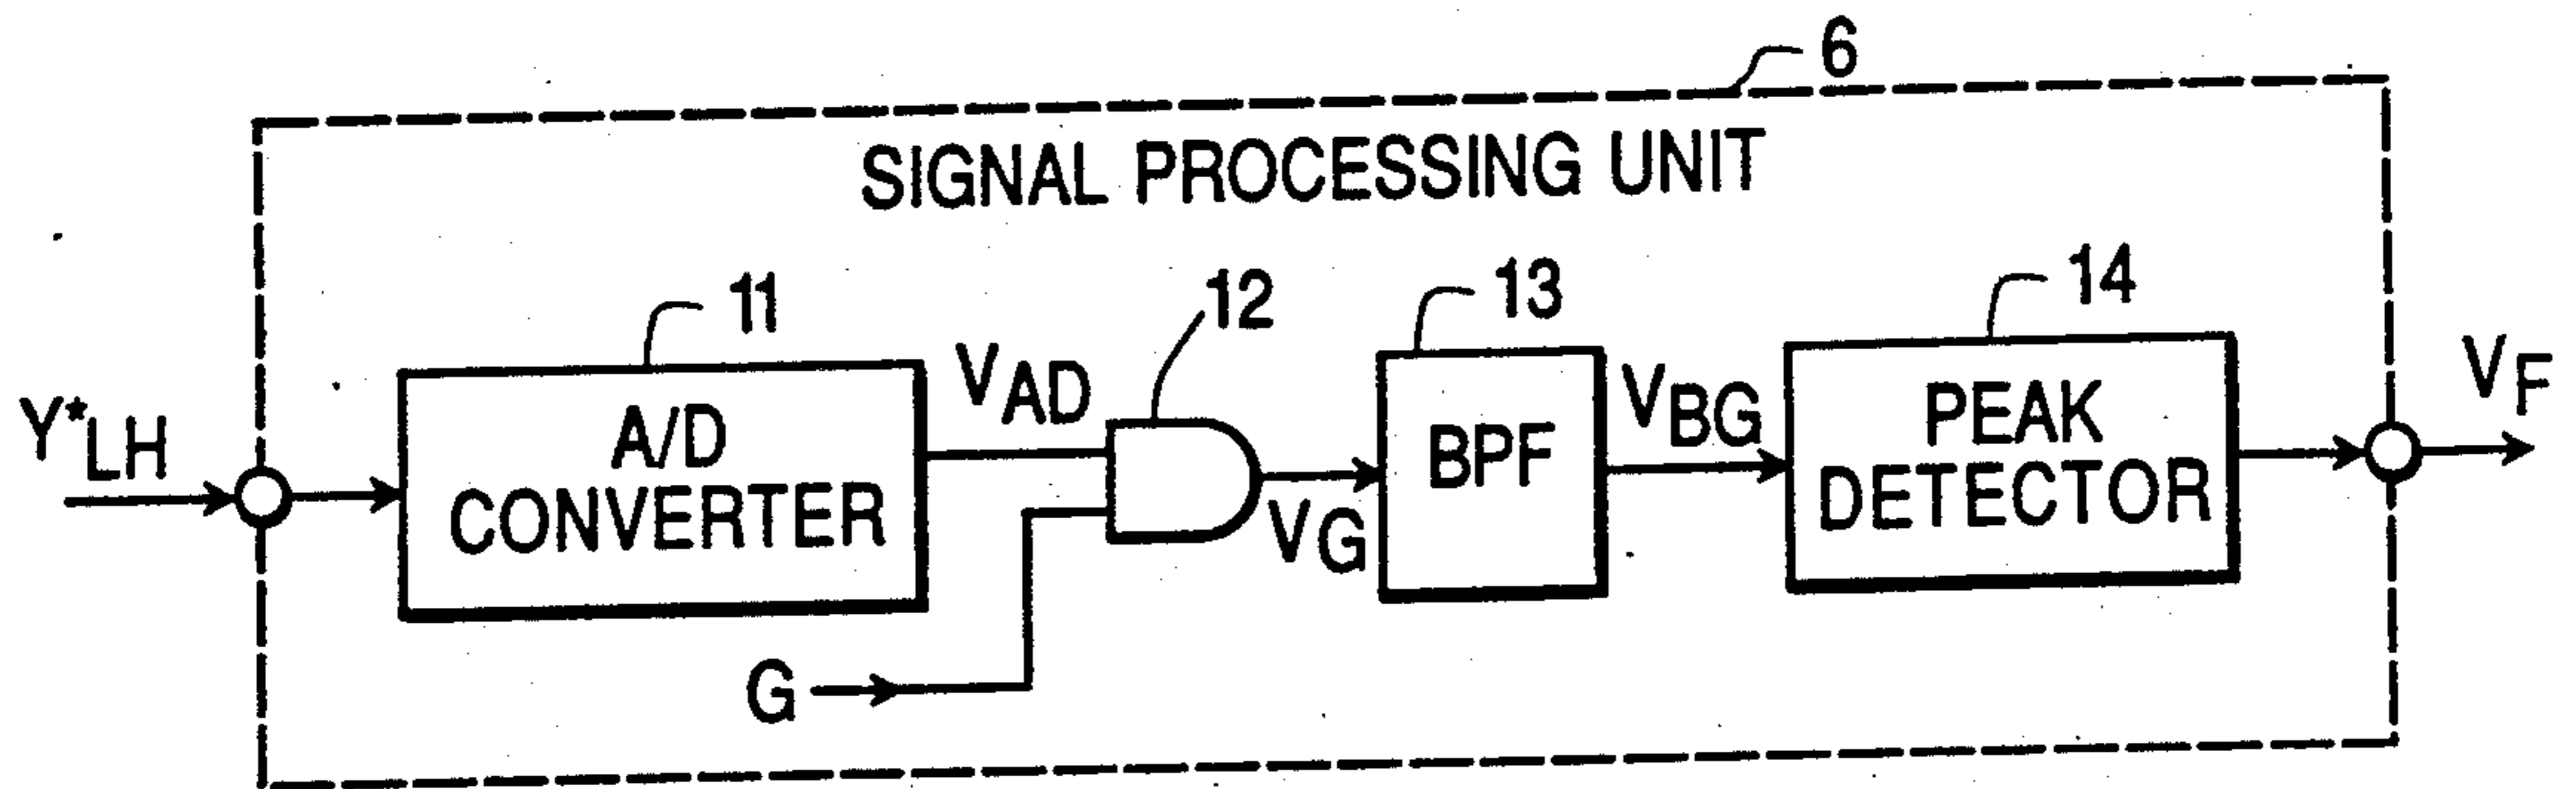 6
SIGNAL PROCESSING UNIT
11
12
13
14
Y*LH
A/D
CONVERTER
VAD
VG
BPF
VBG
PEAK
DETECTOR
VF
G